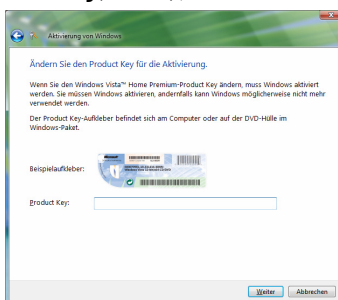 Aktivierung von Windows
Ändern Sie den Product Key für die Aktivierung.
Wenn Sie den Windows Vista™ Home Premium-Product Key ändern, muss Windows aktiviert
werden. Sie müssen Windows aktivieren, andernfalls kann Windows möglicherweise nicht mehr
verwendet werden.
Der Product Key-Aufkleber befindet sich am Computer oder auf der DVD-Hülle im
Windows-Paket.
Beispielaufkleber:
Product Key:
Weiter
Abbrechen